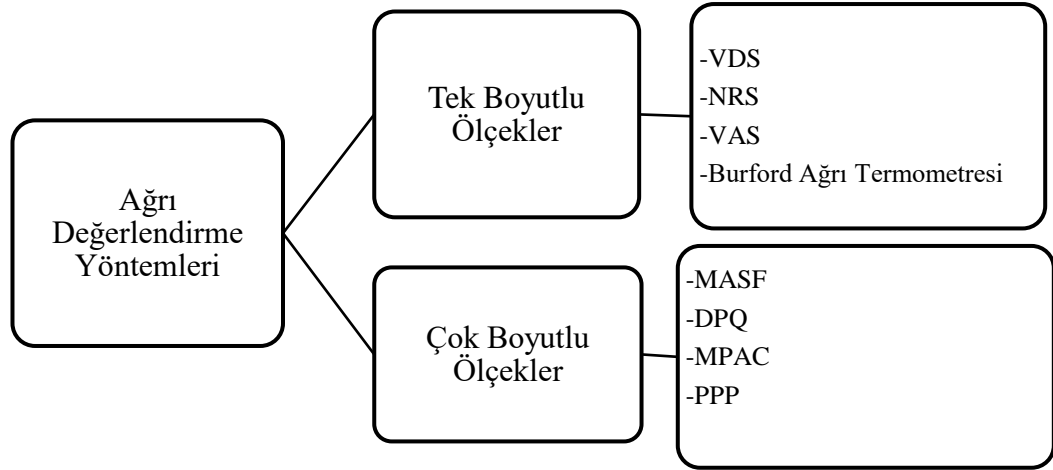 Ağrı
Değerlendirme
Yöntemleri
Tek Boyutlu
Ölçekler
-VDS
-NRS
-VAS
-Burford Ağrı Termometresi
Çok Boyutlu
Ölçekler
-MASF
-DPQ
-MPAC
-PPP